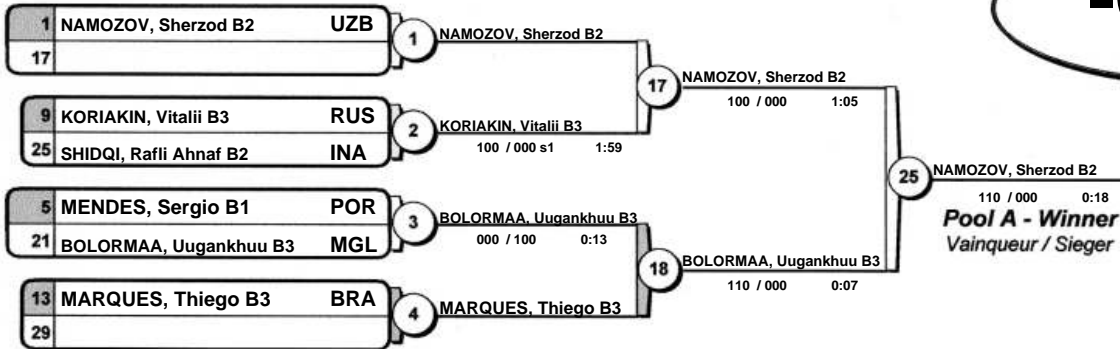 1 NAMOZOV, Sherzod B2 UZB
17
1
NAMOZOV, Sherzod B2
9 KORIAKIN, Vitalii B3 RUS
25 SHIDQI, Rafli Ahnaf B2 INA
2
KORIAKIN, Vitalii B3
100 / 000 s1 1:59
17
NAMOZOV, Sherzod B2
100 / 000 1:05
5 MENDES, Sergio B1 POR
21 BOLORMAA, Uugankhuu B3 MGL
3
BOLORMAA, Uugankhuu B3
000 / 100 0:13
13 MARQUES, Thiego B3 BRA
29
4
MARQUES, Thiego B3
18
BOLORMAA, Uugankhuu B3
110 / 000 0:07
25
NAMOZOV, Sherzod B2
110 / 000 0:18
Pool A - Winner
Vainqueur / Sieger